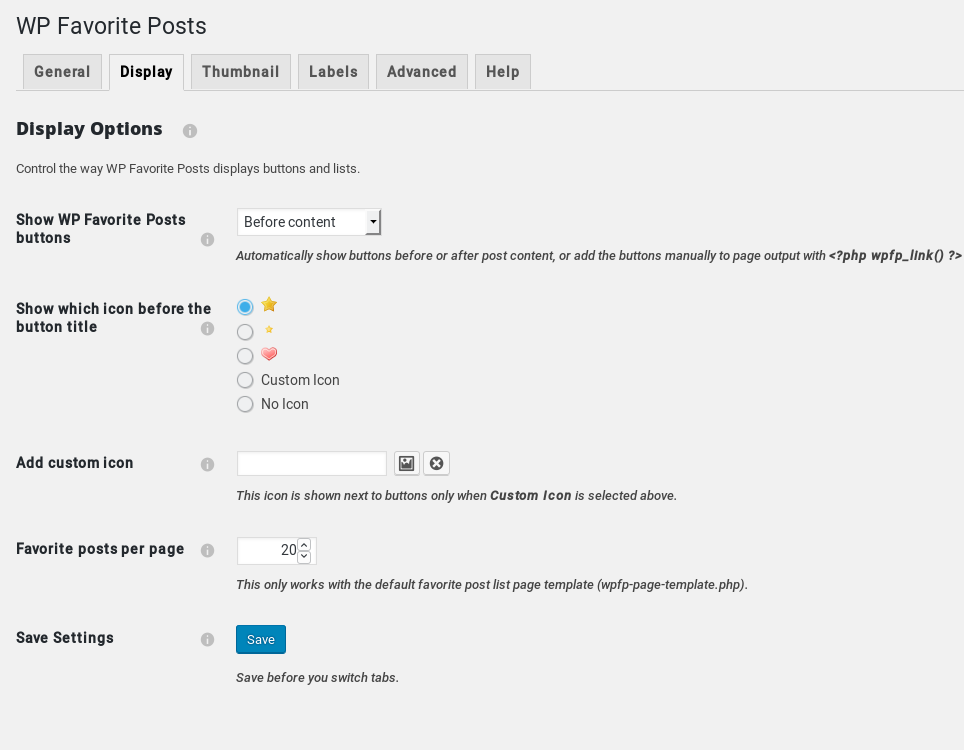 WP Favorite Posts
General Display Thumbnail Labels Advanced Help
Display Options
Control the way WP Favorite Posts displays buttons and lists.
Show WP Favorite Posts
buttons
Before content
Automatically show buttons before or after post content, or add the buttons manually to page output with <?php wpfp_link() ?>
Show which icon before the
button title
Custom Icon
No Icon
Add custom icon
This icon is shown next to buttons only when Custom Icon is selected above.
Favorite posts per page
20
This only works with the default favorite post list page template (wpfp-page-template.php).
Save Settings
Save
Save before you switch tabs.